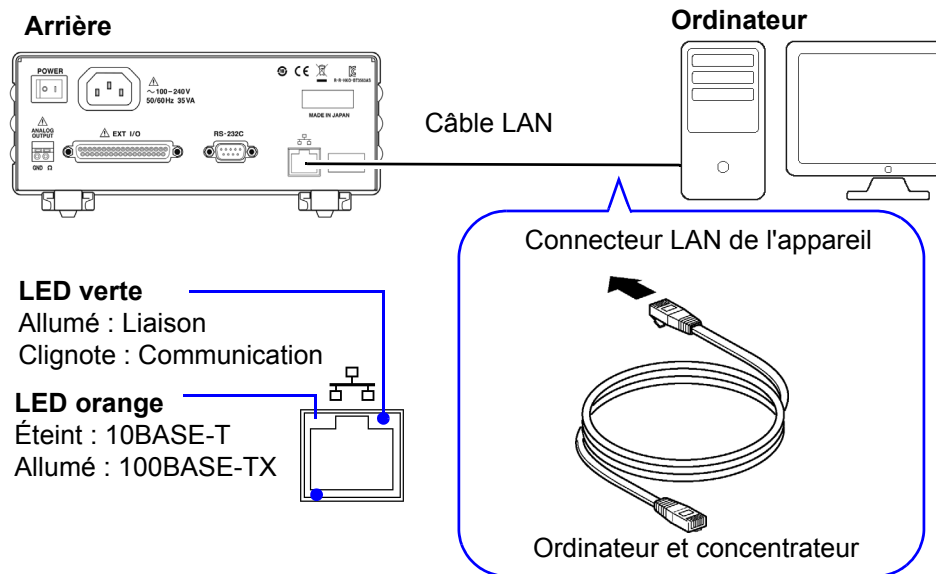 Arrière
Ordinateur
POWER
~100-240V
50/60Hz 35VA
R-R-HKD-BT3563AS
MADE IN JAPAN
ANALOG
OUTPUT
EXT I/O
RS-232C
GND Ω
Câble LAN
Connecteur LAN de l'appareil
LED verte
Allumé : Liaison
Clignote : Communication
LED orange
Éteint : 10BASE-T
Allumé : 100BASE-TX
Ordinateur et concentrateur